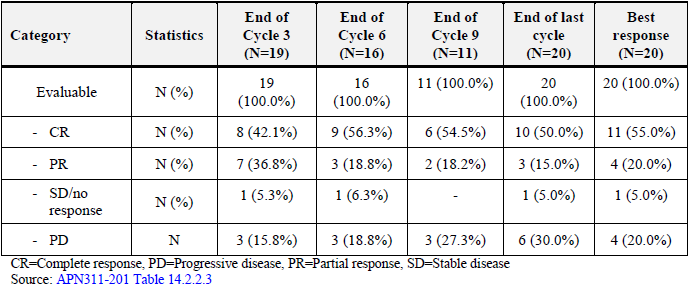 Category Statistics End of Cycle 3 (N=19) End of Cycle 6 (N=16) End of Cycle 9 (N=11) End of last cycle (N=20) Best response (N=20)
Evaluable N (%) 19 (100.0%) 16 (100.0%) 11 (100.0%) 20 (100.0%) 20 (100.0%)
- CR N (%) 8 (42.1%) 9 (56.3%) 6 (54.5%) 10 (50.0%) 11 (55.0%)
- PR N (%) 7 (36.8%) 3 (18.8%) 2 (18.2%) 3 (15.0%) 4 (20.0%)
- SD/no response N (%) 1 (5.3%) 1 (6.3%) - 1 (5.0%) 1 (5.0%)
- PD N 3 (15.8%) 3 (18.8%) 3 (27.3%) 6 (30.0%) 4 (20.0%)
CR=Complete response, PD=Progressive disease, PR=Partial response, SD=Stable disease
Source: APN311-201 Table 14.2.2.3